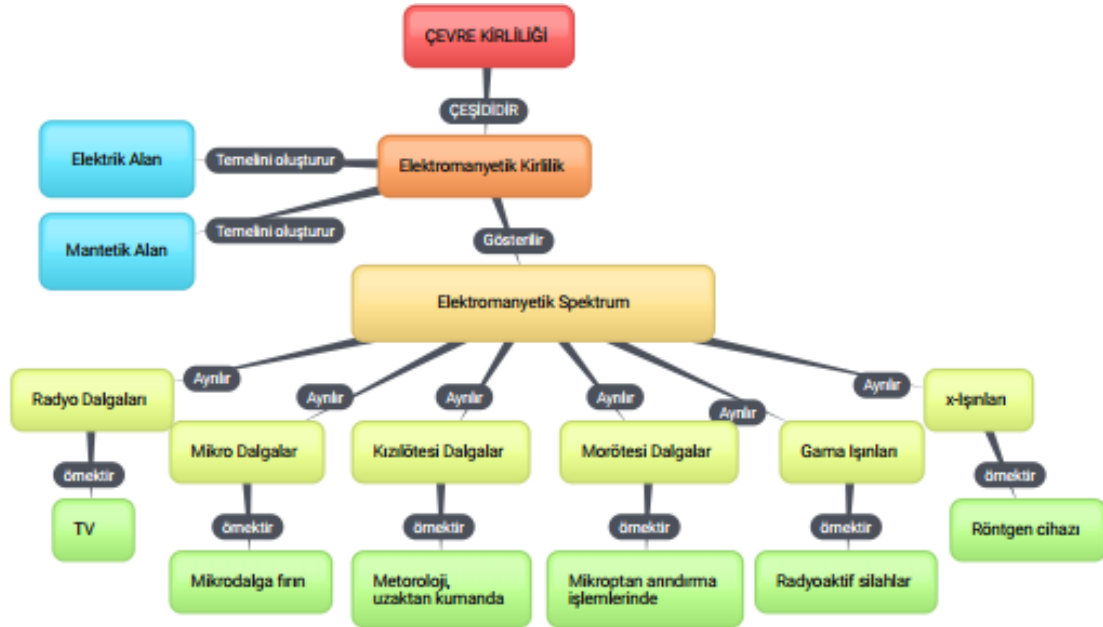 ÇEVRE KİRLİLİĞİ
ÇEŞİDİDİR
Elektrik Alan
Temelini oluşturur
Elektromanyetik Kirlilik
Mantetik Alan
Temelini oluşturur
Gösterilir
Elektromanyetik Spektrum
Ayrılır
Ayrılır
Ayrılır
Ayrılır
Ayrılır
Ayrılır
Radyo Dalgaları
Mikro Dalgalar
Kızılötesi Dalgalar
Morötesi Dalgalar
Gama Işınları
x-Işınları
örnektir
örnektir
örnektir
örnektir
örnektir
örnektir
TV
Mikrodalga fırın
Metoroloji,
uzaktan kumanda
Mikroptan arındırma
işlemlerinde
Radyoaktif silahlar
Röntgen cihazı